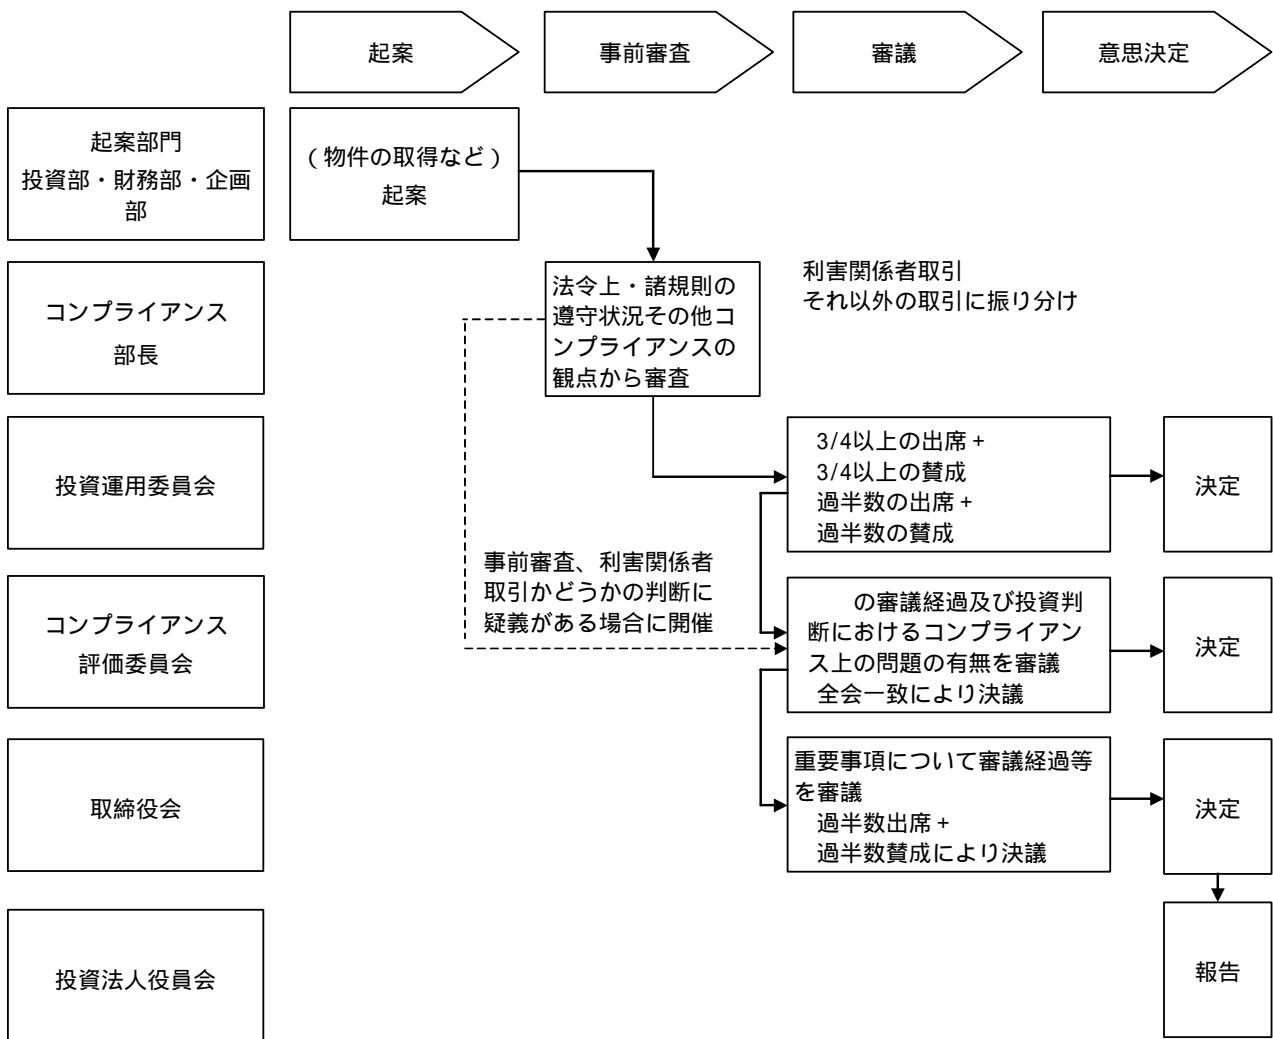 起案
事前審査
審議
意思決定
起案部門
投資部・財務部・企画
部
(物件の取得など)
起案
コンプライアンス
部長
法令上・諸規則の
遵守状況その他コ
ンプライアンスの
観点から審査
利害関係者取引
それ以外の取引に振り分け
投資運用委員会
3/4以上の出席+
3/4以上の賛成
過半数の出席+
過半数の賛成
決定
事前審査、利害関係者
取引かどうかの判断に
疑義がある場合に開催
コンプライアンス
評価委員会
の審議経過及び投資判
断におけるコンプライアン
ス上の問題の有無を審議
全会一致により決議
決定
取締役会
重要事項について審議経過等
を審議
過半数出席+
過半数賛成により決議
決定
投資法人役員会
報告